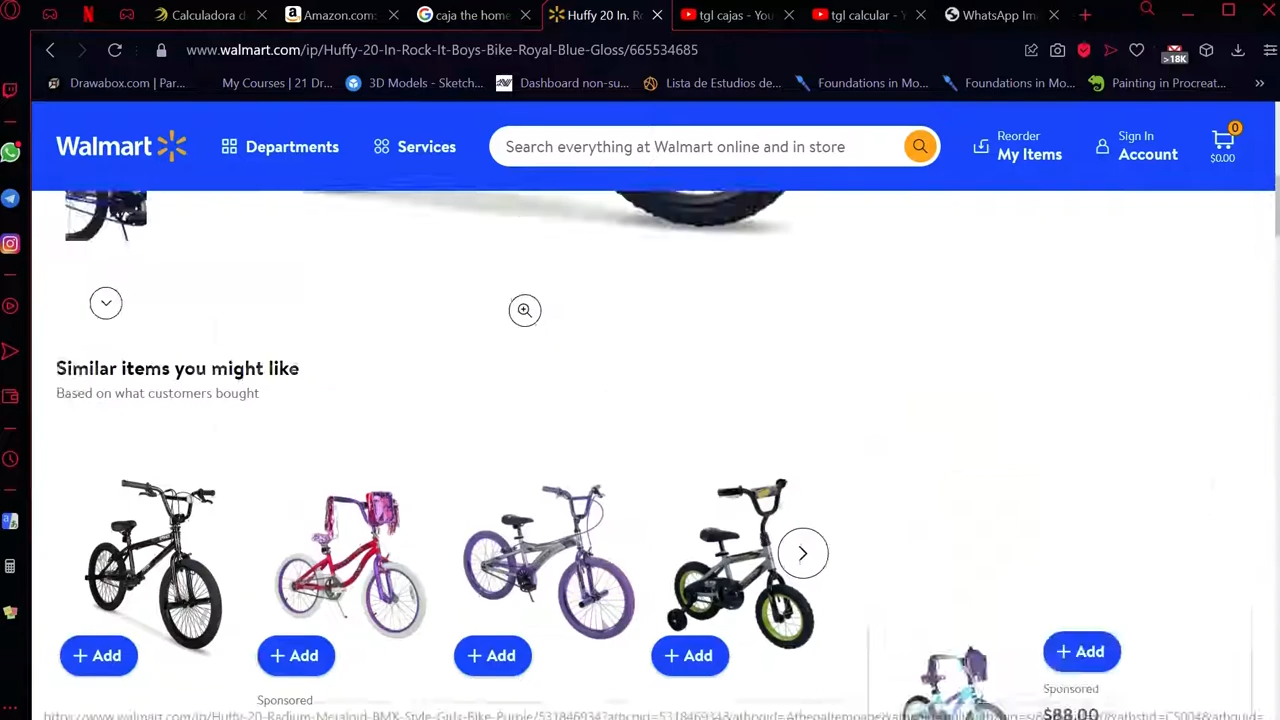 Calculadora d
Amazon.com:
caja the home
Huffy 20 In. R
tgl cajas - You
tgl calcular - Y
WhatsApp Im
www.walmart.com/ip/Huffy-20-In-Rock-It-Boys-Bike-Royal-Blue-Gloss/665534685
>18K
Drawabox.com | Par...
My Courses | 21 Dr...
3D Models - Sketch...
Dashboard non-su...
Lista de Estudios de...
Foundations in Mo...
Foundations in Mo...
Painting in Procreat...
Walmart
Departments
Services
Search everything at Walmart online and in store
Reorder
My Items
Sign In
Account
0
$0.00
Similar items you might like
Based on what customers bought
+ Add
+ Add
+ Add
+ Add
+ Add
Sponsored
Sponsored
$88.00